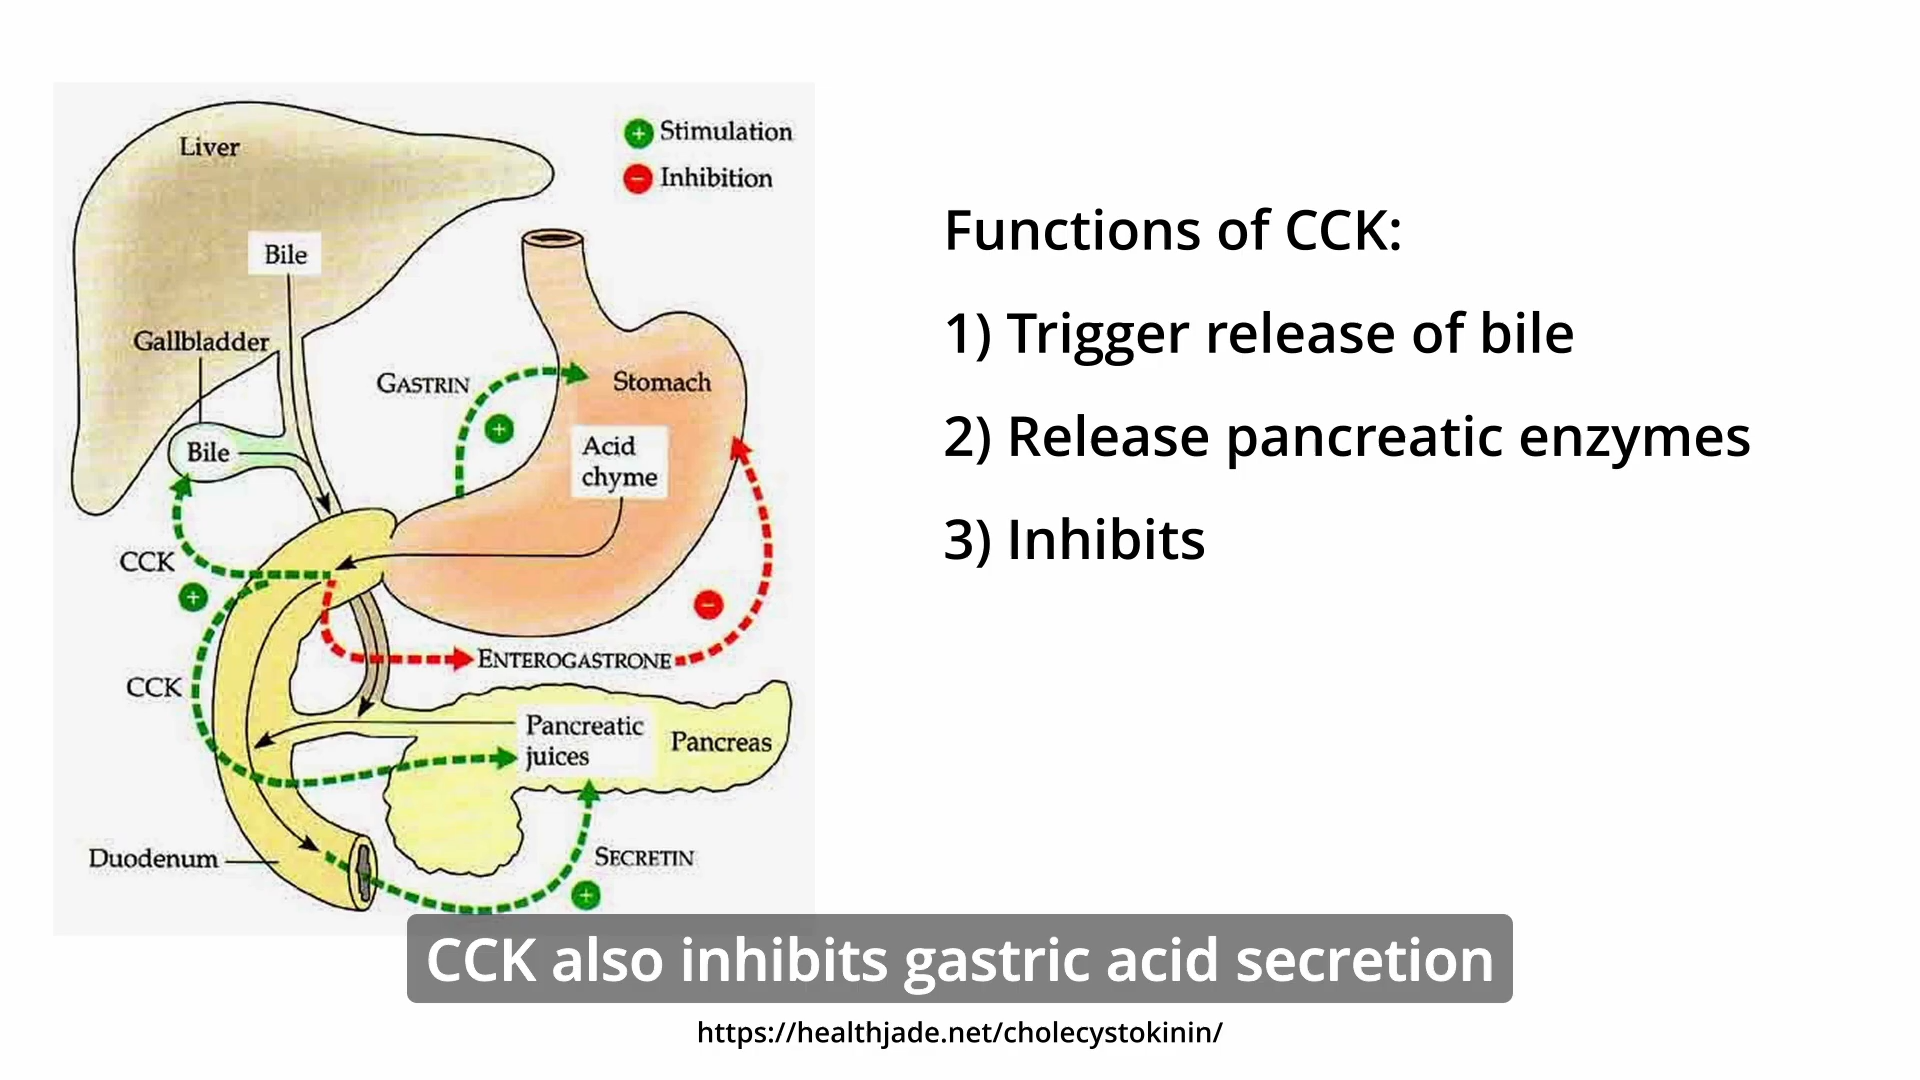 Liver
Stimulation
Inhibition
Bile
Gallbladder
GASTRIN
Stomach
Bile
Acid
chyme
CCK
ENTEROGASTRONE
CCK
Pancreatic
juices
Pancreas
Duodenum
SECRETIN
Functions of CCK:
1) Trigger release of bile
2) Release pancreatic enzymes
3) Inhibits
CCK also inhibits gastric acid secretion
https://healthjade.net/cholecystokinin/